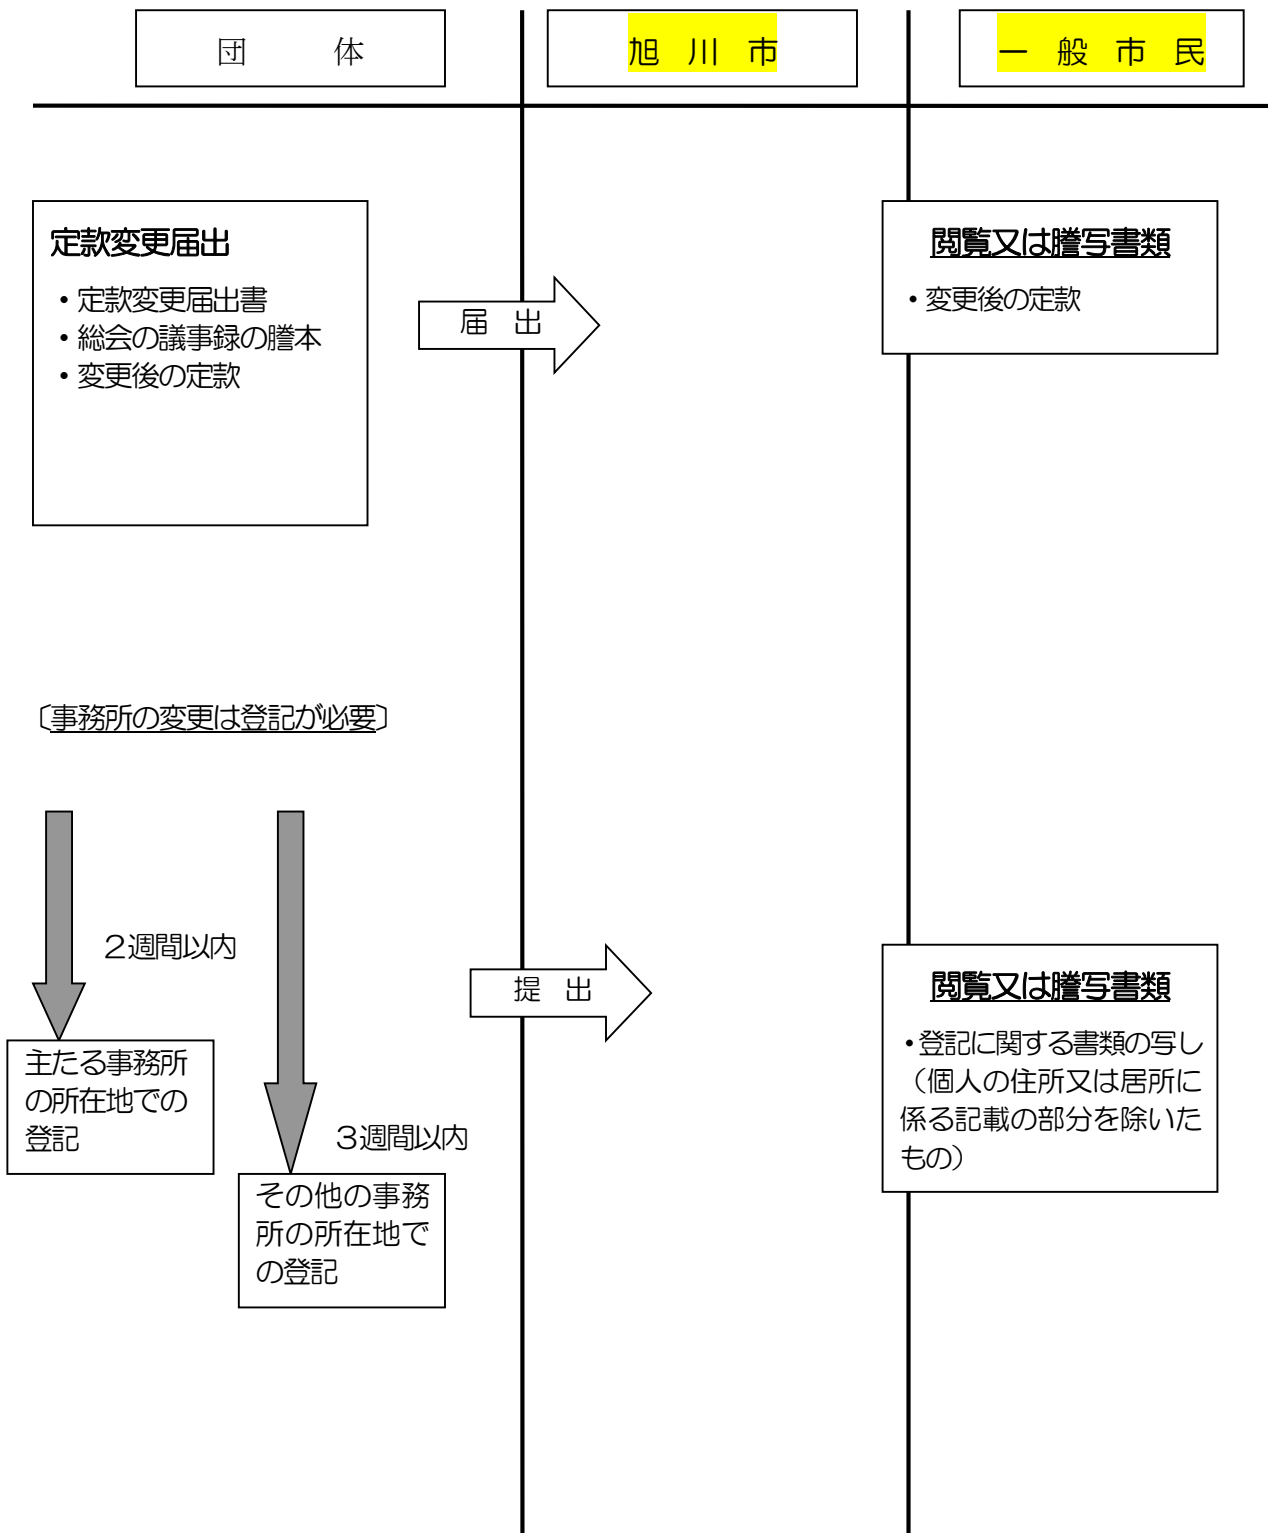 団　体
旭 川 市
一 般 市 民
定款変更届出
・定款変更届出書
・総会の議事録の謄本
・変更後の定款
届 出
閲覧又は謄写書類
・変更後の定款
〔事務所の変更は登記が必要〕
２週間以内
主たる事務所
の所在地での
登記
３週間以内
その他の事務
所の所在地で
の登記
提 出
閲覧又は謄写書類
・登記に関する書類の写し
（個人の住所又は居所に
係る記載の部分を除いた
もの）